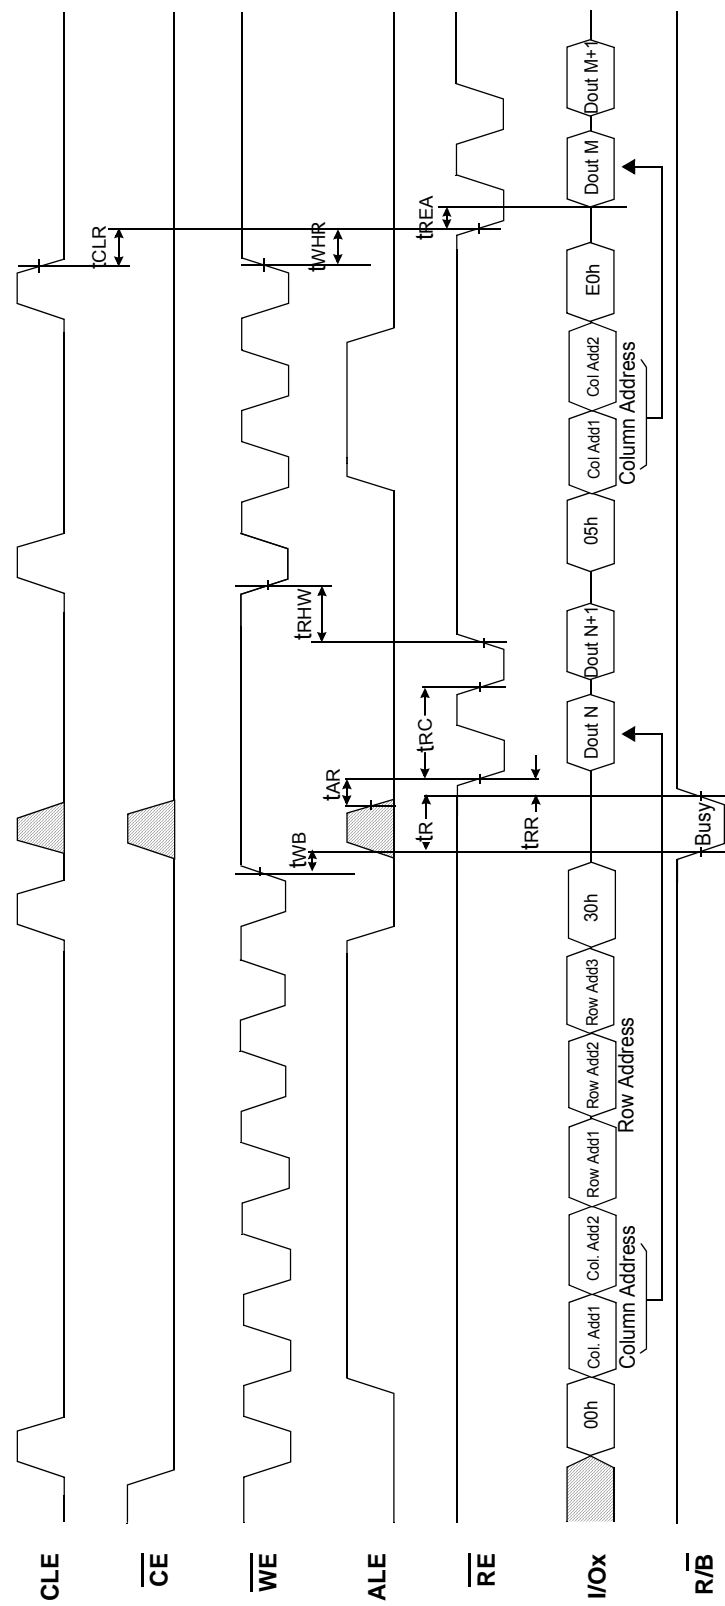 CLE
tCLR
CE
WE
tWB
tRHW
tWHR
ALE
tAR
tR
tRC
tREA
RE
tRR
I/Ox
00h
Col. Add1
Col. Add2
Row Add1
Row Add2
Row Add3
30h
Dout N
Dout N+1
05h
Col Add1
Col Add2
E0h
Dout M
Dout M+1
Column Address
Row Address
Column Address
R/B
Busy